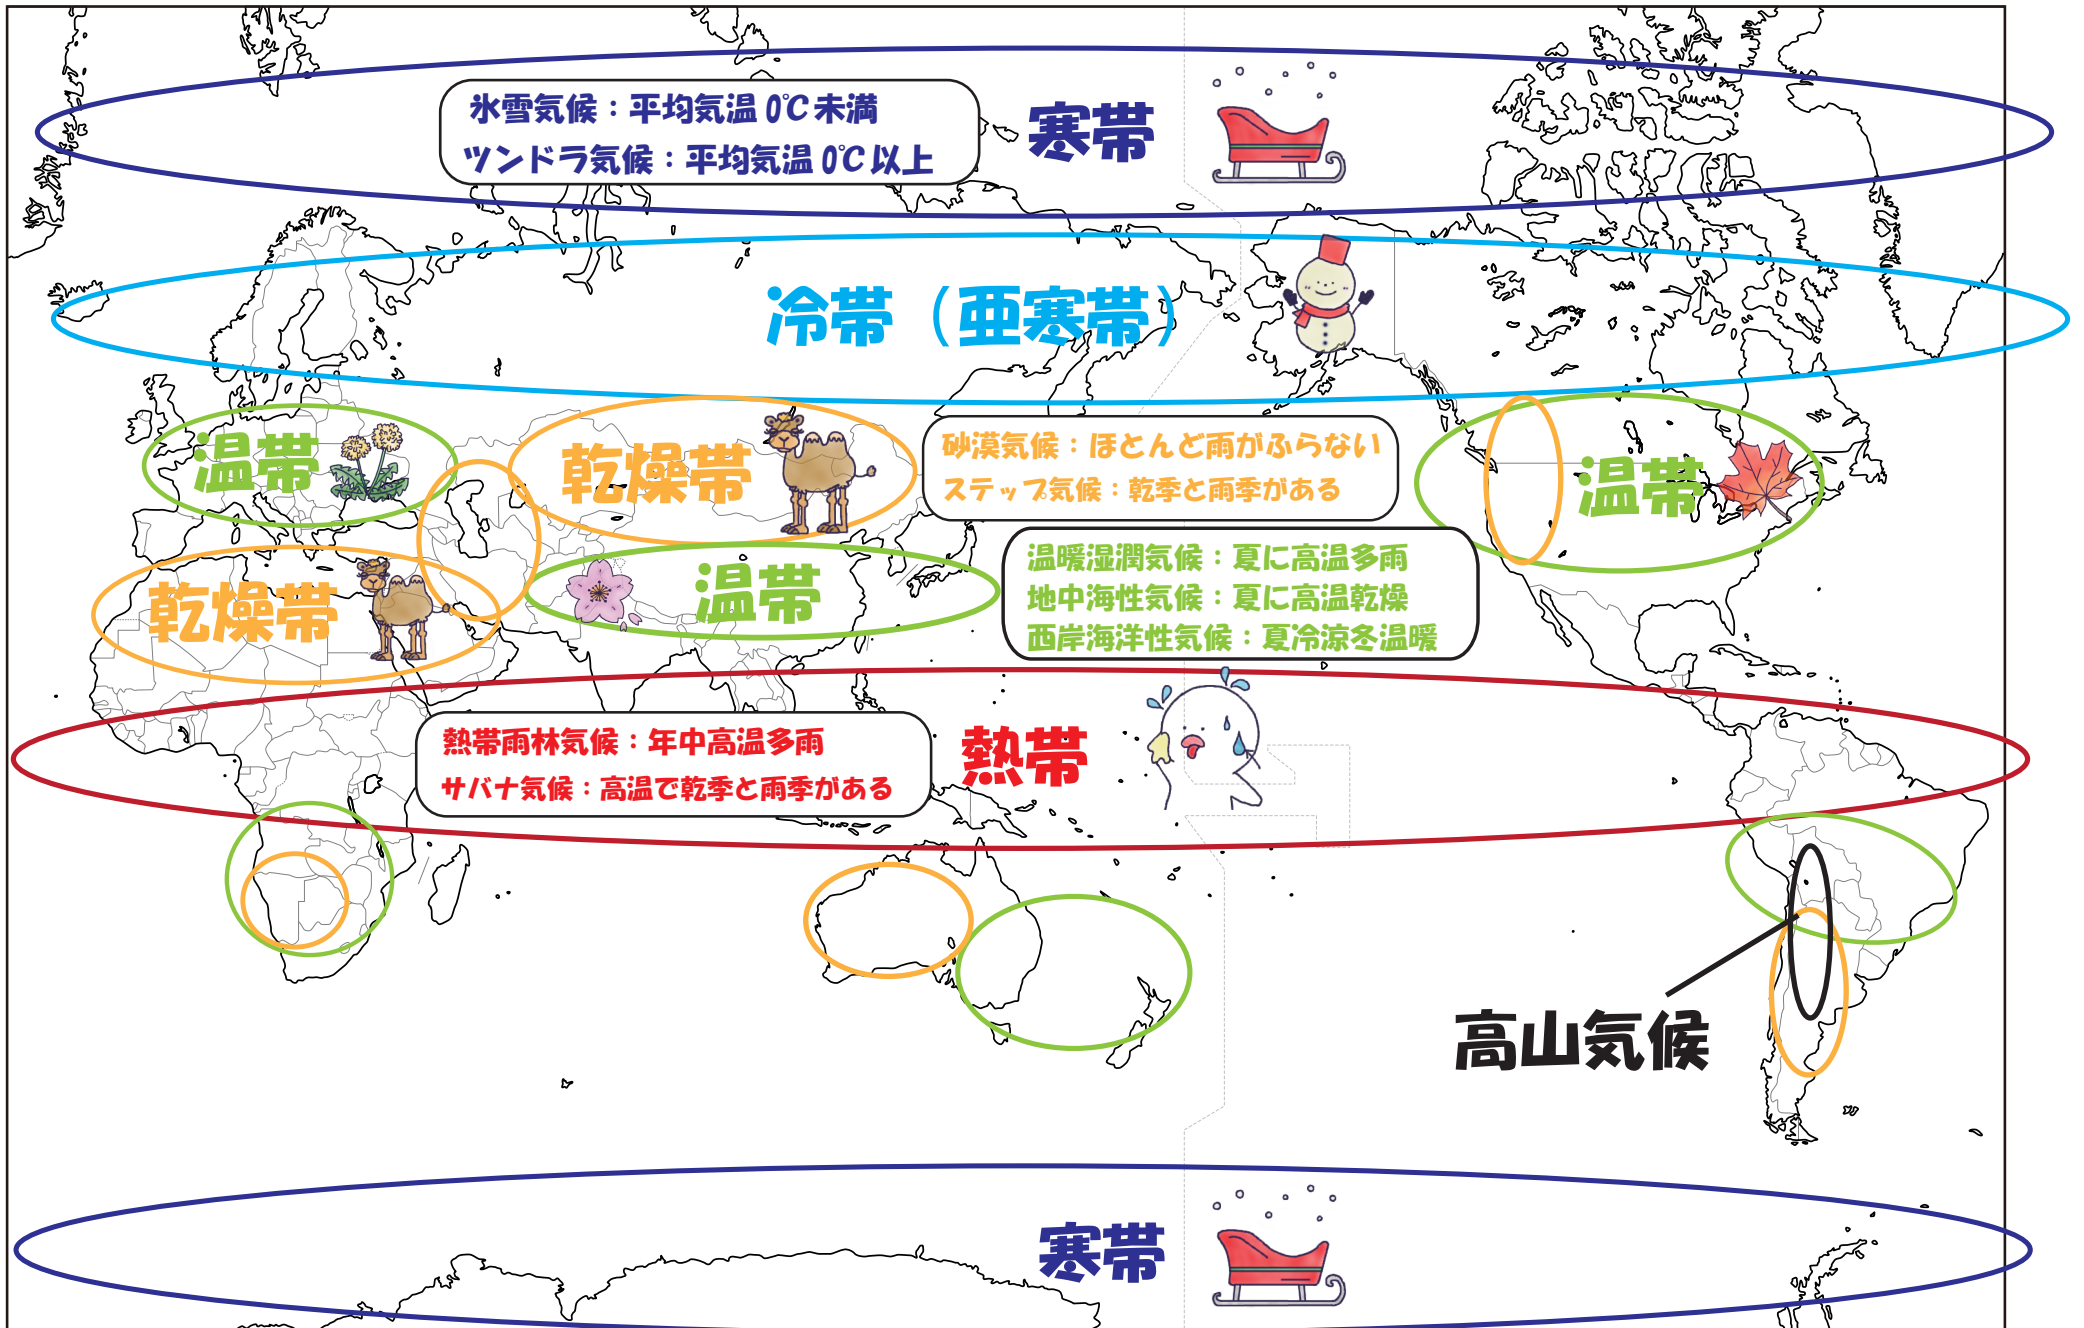 氷雪気候：平均気温0℃未満
ツンドラ気候：平均気温0℃以上
寒帯
冷帯（亜寒帯）
温帯
乾燥帯
砂漠気候：ほとんど雨がふらない
ステップ気候：乾季と雨季がある
温帯
乾燥帯
温帯
温暖湿潤気候：夏に高温多雨
地中海性気候：夏に高温乾燥
西岸海洋性気候：夏冷涼冬温暖
熱帯雨林気候：年中高温多雨
サバナ気候：高温で乾季と雨季がある
熱帯
高山気候
寒帯